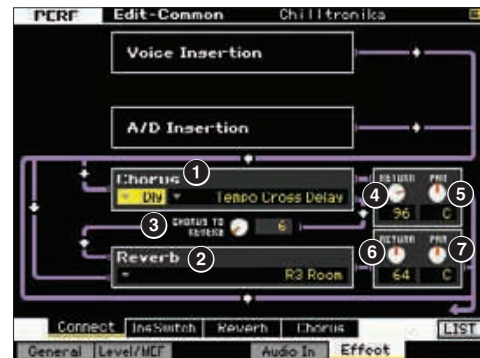 PERF Edit-Common Chilltronika
Voice Insertion
A/D Insertion
Chorus 1
Dly Tempo Cross Delay
RETURN PAN
4 96 C 5
3 CHORUS TO REVERB 6
Reverb 2
R3 Room
RETURN PAN
6 64 C 7
Connect InsSwitch Reverb Chorus LIST
General Level/MEF Audio In Effect